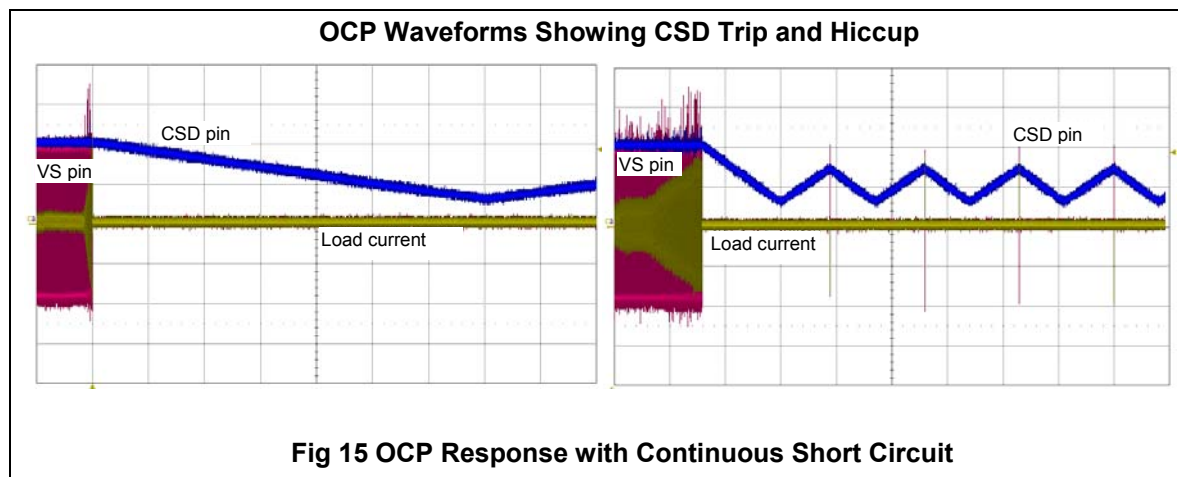 OCP Waveforms Showing CSD Trip and Hiccup
CSD pin
VS pin
Load current
CSD pin
VS pin
Load current
Fig 15 OCP Response with Continuous Short Circuit